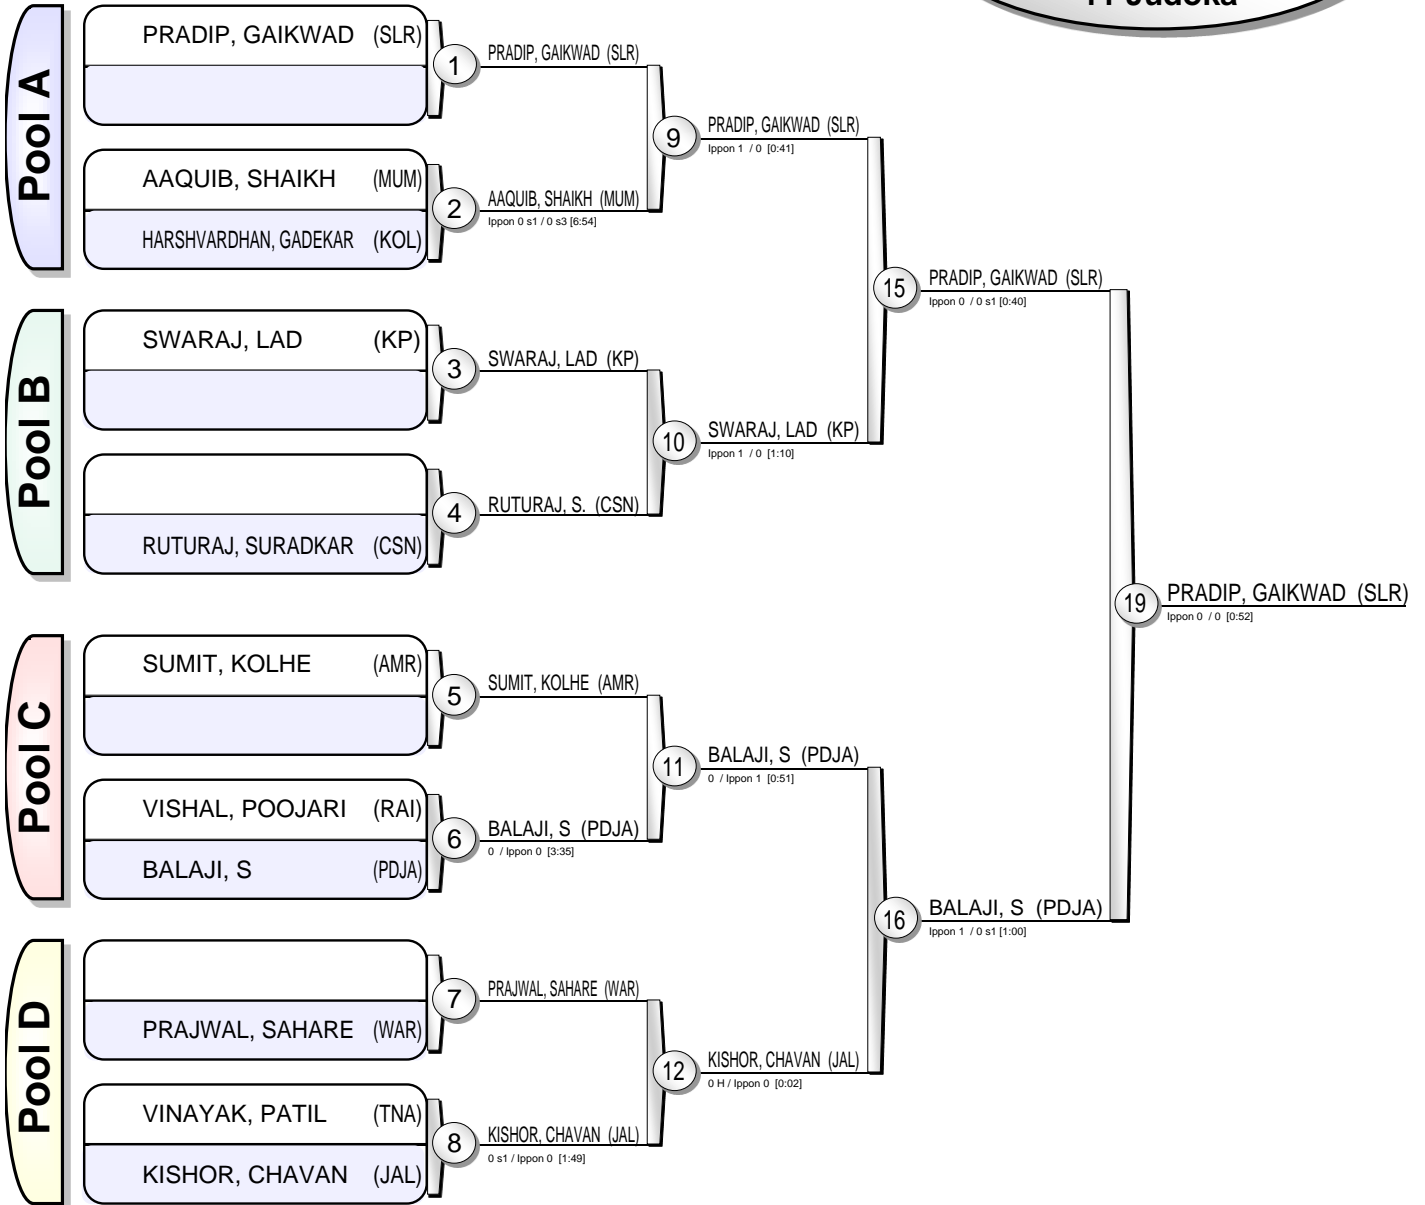 11 Judoka
Pool A
PRADIP, GAIKWAD (SLR)
AAQUIB, SHAIKH (MUM)
HARSHVARDHAN, GADEKAR (KOL)
Pool B
SWARAJ, LAD (KP)
RUTURAJ, SURADKAR (CSN)
Pool C
SUMIT, KOLHE (AMR)
VISHAL, POOJARI (RAI)
BALAJI, S (PDJA)
Pool D
PRAJWAL, SAHARE (WAR)
VINAYAK, PATIL (TNA)
KISHOR, CHAVAN (JAL)
1
PRADIP, GAIKWAD (SLR)
2
AAQUIB, SHAIKH (MUM)
Ippon 0 s1 / 0 s3 [6:54]
3
SWARAJ, LAD (KP)
4
RUTURAJ, S. (CSN)
5
SUMIT, KOLHE (AMR)
6
BALAJI, S (PDJA)
0 / Ippon 0 [3:35]
7
PRAJWAL, SAHARE (WAR)
8
KISHOR, CHAVAN (JAL)
0 s1 / Ippon 0 [1:49]
9
PRADIP, GAIKWAD (SLR)
Ippon 1 / 0 [0:41]
10
SWARAJ, LAD (KP)
Ippon 1 / 0 [1:10]
11
BALAJI, S (PDJA)
0 / Ippon 1 [0:51]
12
KISHOR, CHAVAN (JAL)
0 H / Ippon 0 [0:02]
15
PRADIP, GAIKWAD (SLR)
Ippon 0 / 0 s1 [0:40]
16
BALAJI, S (PDJA)
Ippon 1 / 0 s1 [1:00]
19
PRADIP, GAIKWAD (SLR)
Ippon 0 / 0 [0:52]